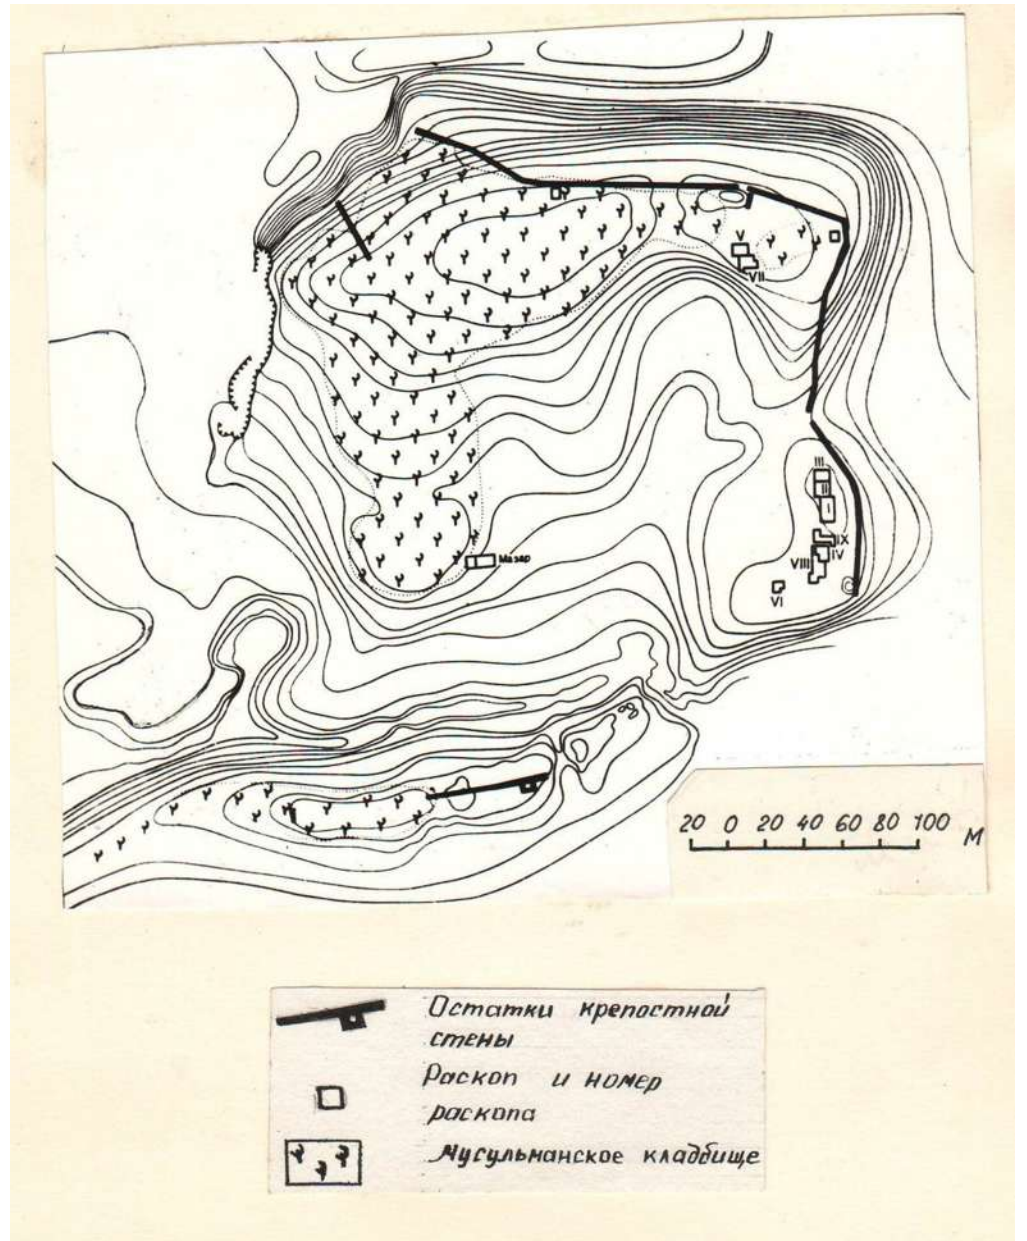 V
VII
III
II
I
IX
IV
VIII
VI
Мазар
20 0 20 40 60 80 100 М
Остатки крепостной
стены
Раскоп и номер
раскопа
Мусульманское кладбище